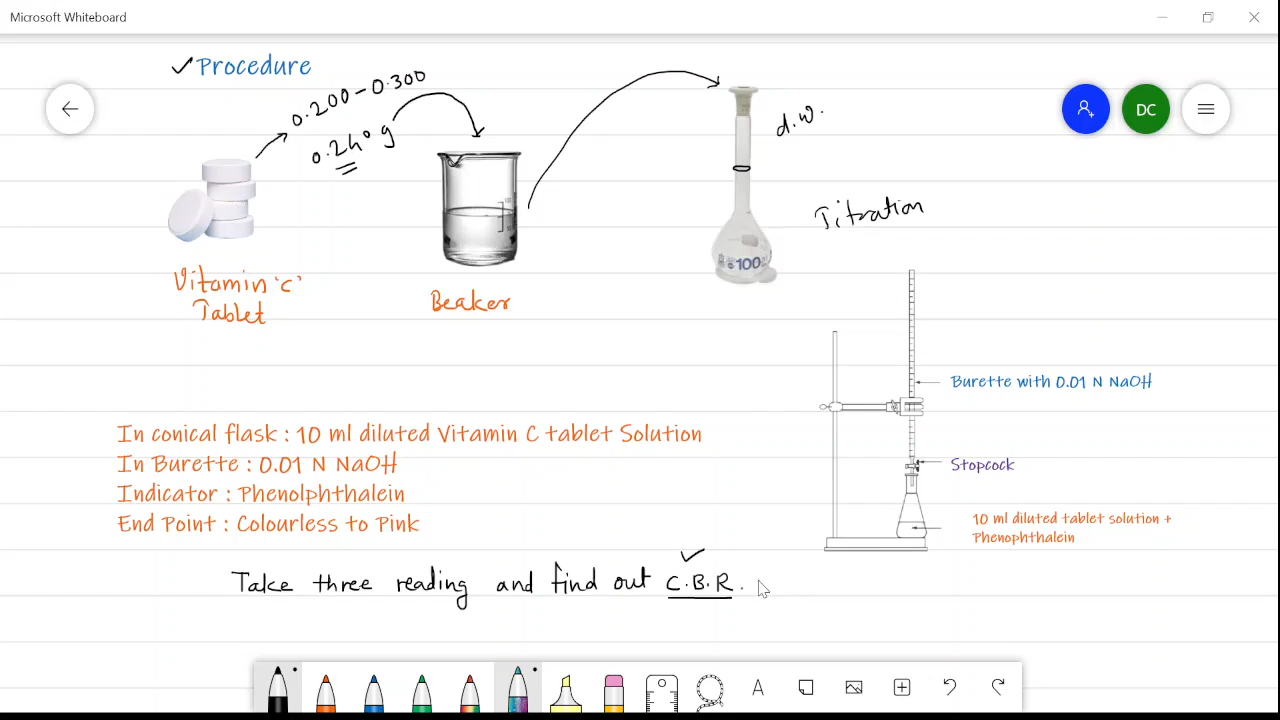 Microsoft Whiteboard
Procedure
0.200-0.300
0.240 g
d.w.
100
Titration
Vitamin 'c'
Tablet
Beaker
DC
Burette with 0.01 N NaOH
Stopcock
10 ml diluted tablet solution +
Phenophthalein
In conical flask : 10 ml diluted Vitamin C tablet Solution
In Burette : 0.01 N NaOH
Indicator : Phenolphthalein
End Point : Colourless to Pink
Take three reading and find out C.B.R.
A